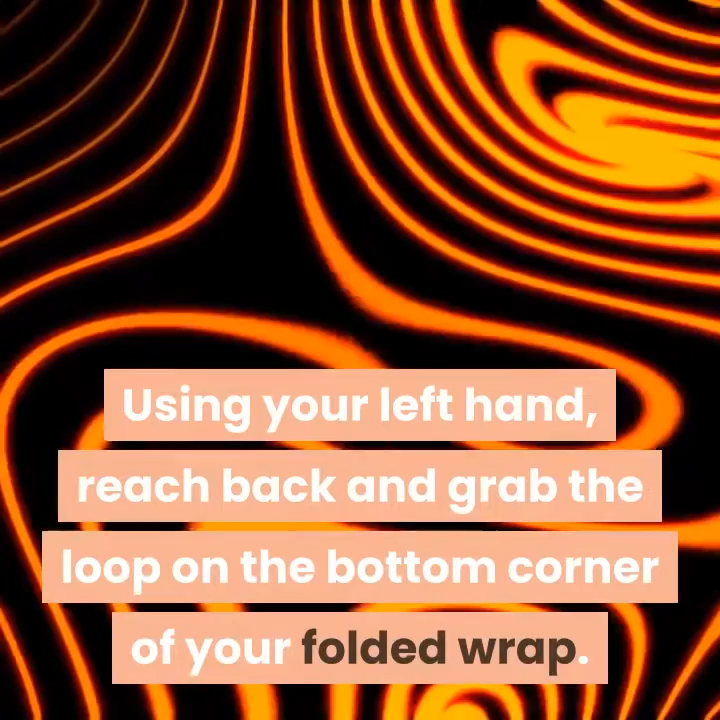 Using your left hand,
reach back and grab the
loop on the bottom corner
of your folded wrap.